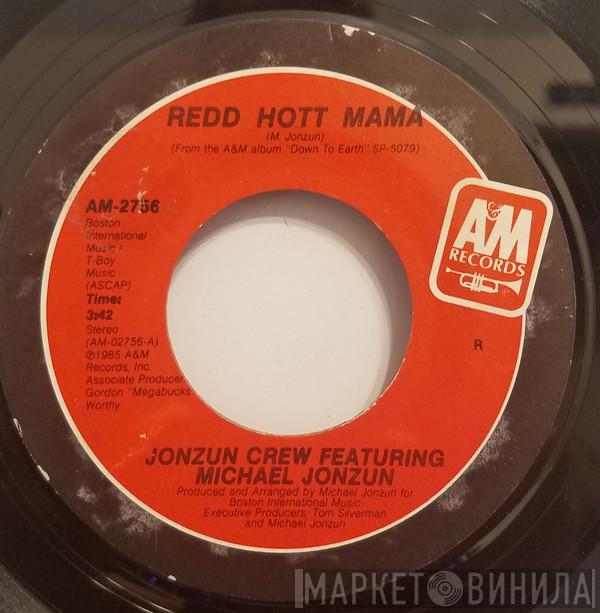 REDD HOTT MAMA
(M. Jonzun)
(From the A&M album "Down To Earth" SP-5079)
AM-2756
Boston
International
Music /
T-Boy
Music
(ASCAP)
Time:
3:42
Stereo
(AM-02756-A)
℗1985 A&M
Records, Inc.
Associate Producer,
Gordon "Megabucks"
Worthy
A&M
RECORDS
R
JONZUN CREW FEATURING
MICHAEL JONZUN
Produced and Arranged by Michael Jonzun for
Boston International Music
Executive Producers: Tom Silverman
and Michael Jonzun
МАРКЕТ ВИНИЛА